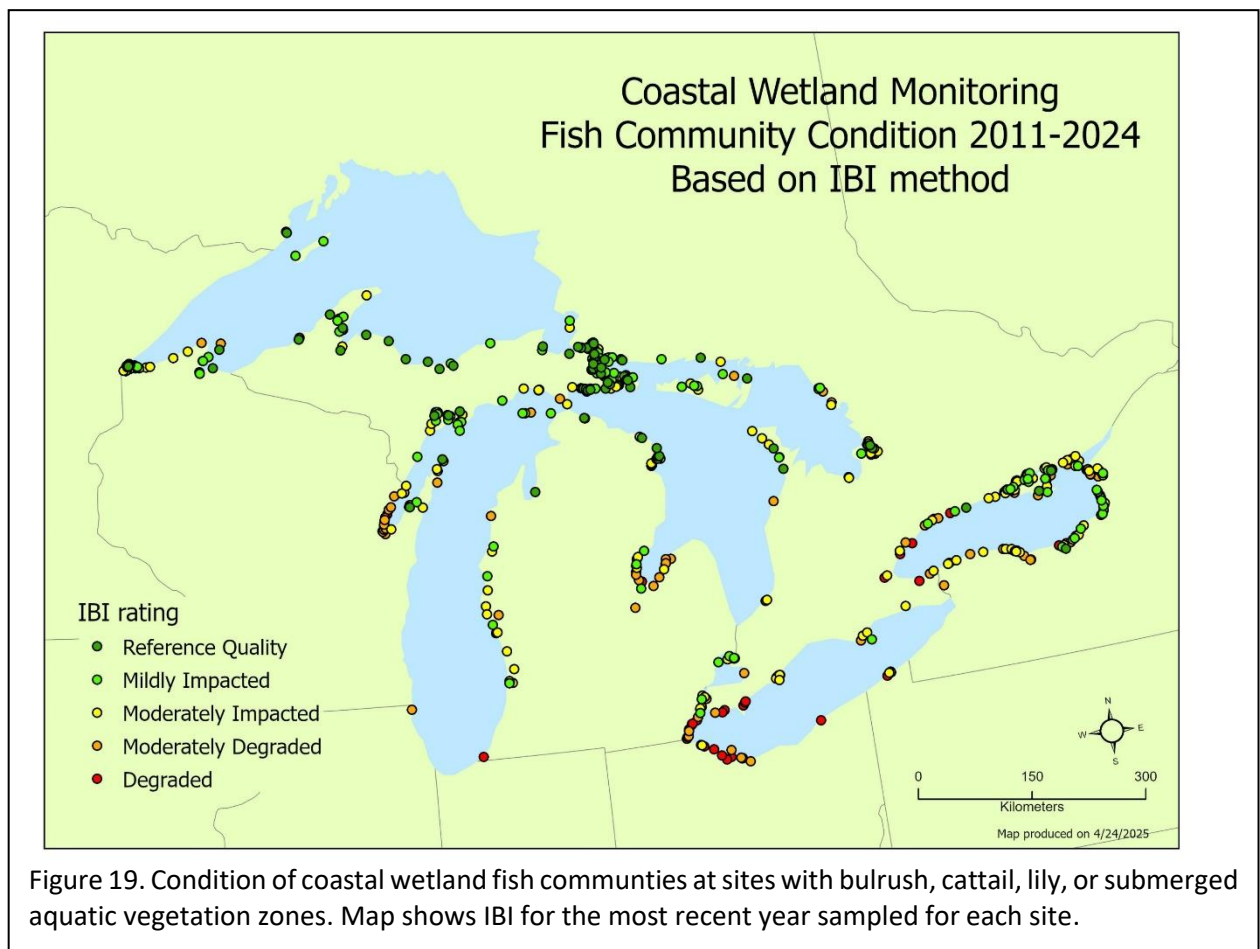 Coastal Wetland Monitoring
Fish Community Condition 2011-2024
Based on IBI method
IBI rating
Reference Quality
Mildly Impacted
Moderately Impacted
Moderately Degraded
Degraded
N
W E
S
0 150 300
Kilometers
Map produced on 4/24/2025
Figure 19. Condition of coastal wetland fish communties at sites with bulrush, cattail, lily, or submerged
aquatic vegetation zones. Map shows IBI for the most recent year sampled for each site.